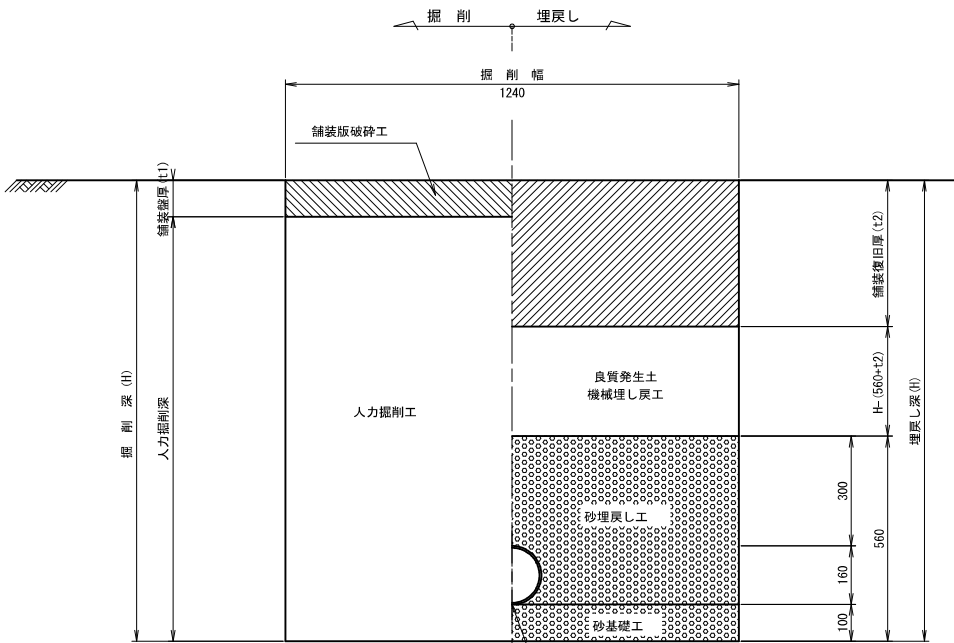 掘 削
埋戻し
掘 削 幅
1240
舗装版破砕工
舗装盤厚(t1)
舗装復旧厚(t2)
掘 削 深 (H)
人力掘削深
人力掘削工
良質発生土
機械埋し戻工
H-(560+t2)
埋戻し深(H)
砂埋戻し工
300
560
160
砂基礎工
100